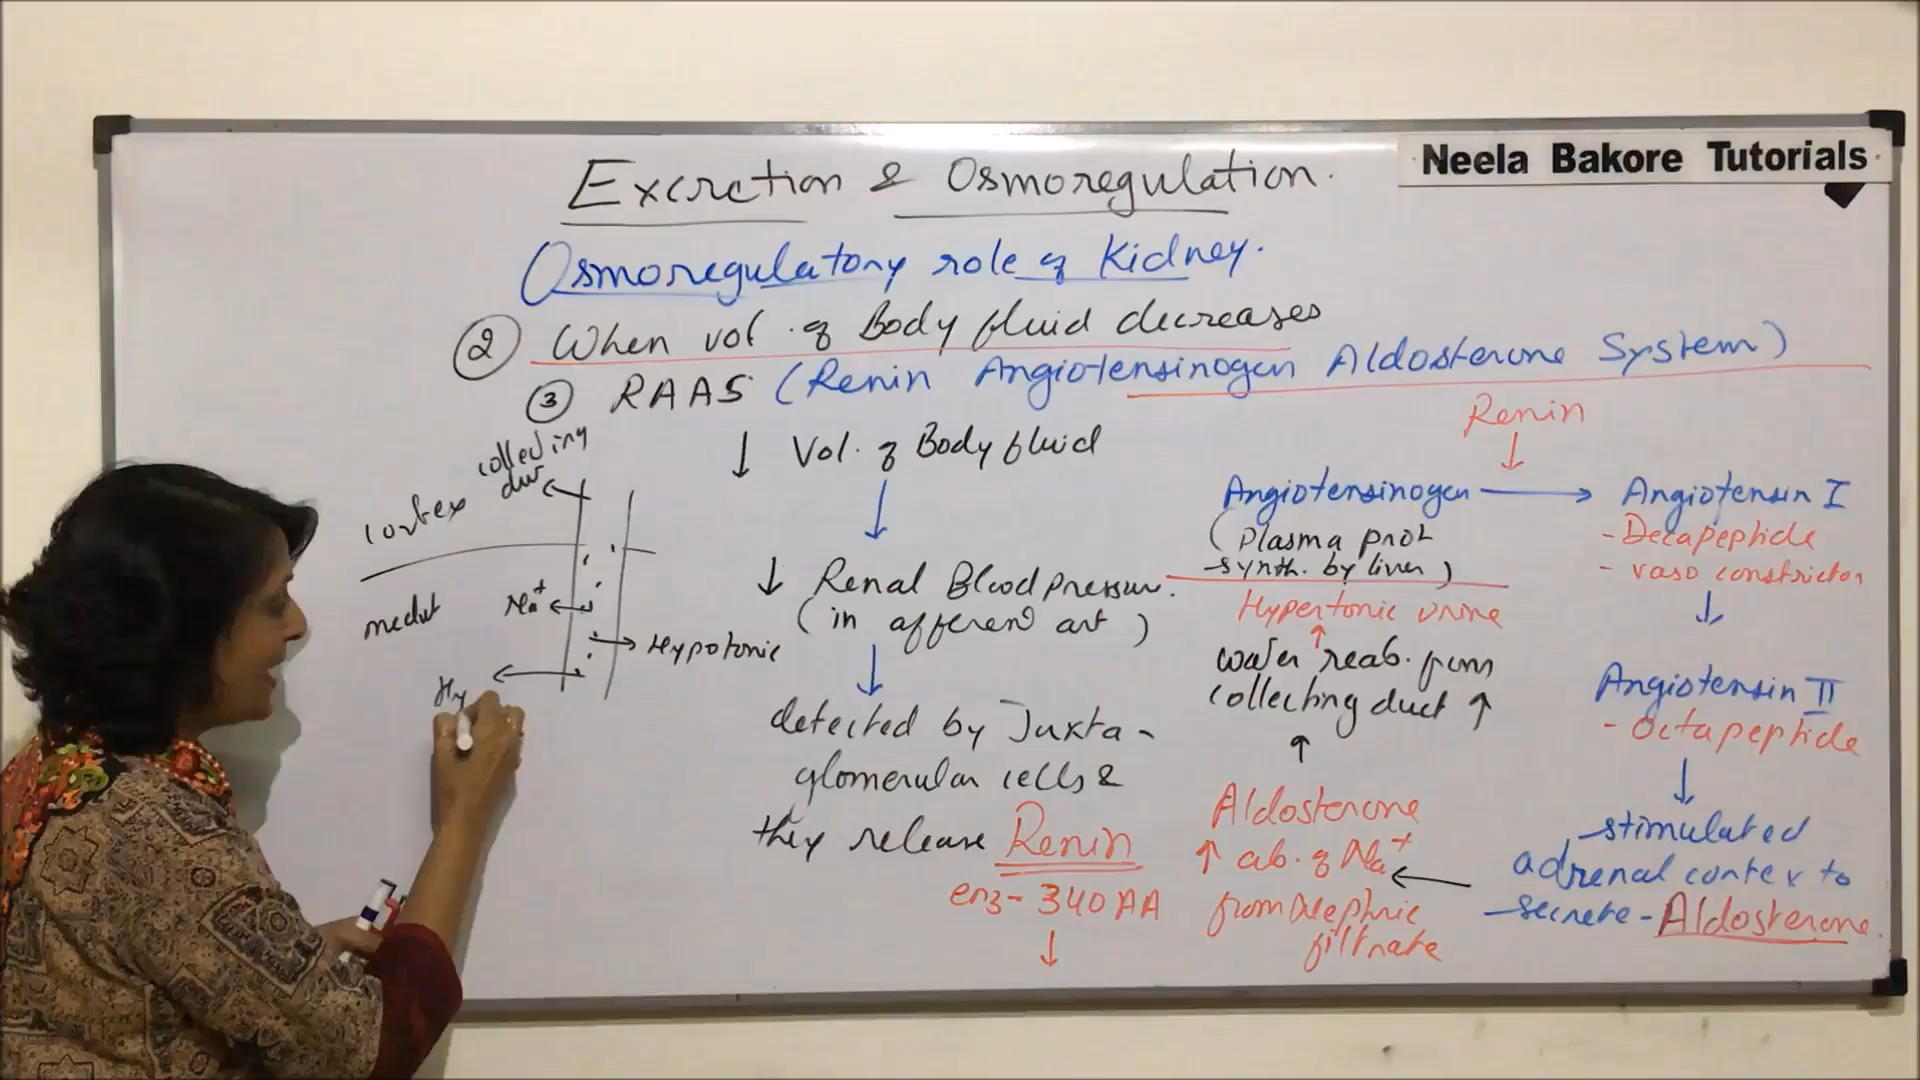 Neela Bakore Tutorials
Excretion & Osmoregulation.
Osmoregulatory role of Kidney.
② When vol. of Body fluid decreases
③ RAAS (Renin Angiotensinogen Aldosterone System)
collecting
duct
cortex
medul
Na⁺ ←
→ Hypotonic
Hy
↓ Vol. of Body fluid
↓
↓ Renal Blood pressure.
(in afferent art)
↓
detected by Juxta-
glomerular cells &
they release Renin
enz - 340 AA
↓
Renin
↓
Angiotensinogen → Angiotensin I
(Plasma prot
synth. by liver)
- Decapeptide
- vaso constrictor
↓
Angiotensin II
- Octapeptide
↓
stimulated
adrenal cortex to
secrete - Aldosterone.
←
Aldosterone
↑ ab. of Na⁺
from Nephric
filtrate
↑
water reab. from
collecting duct ↑
↑
Hypertonic urine